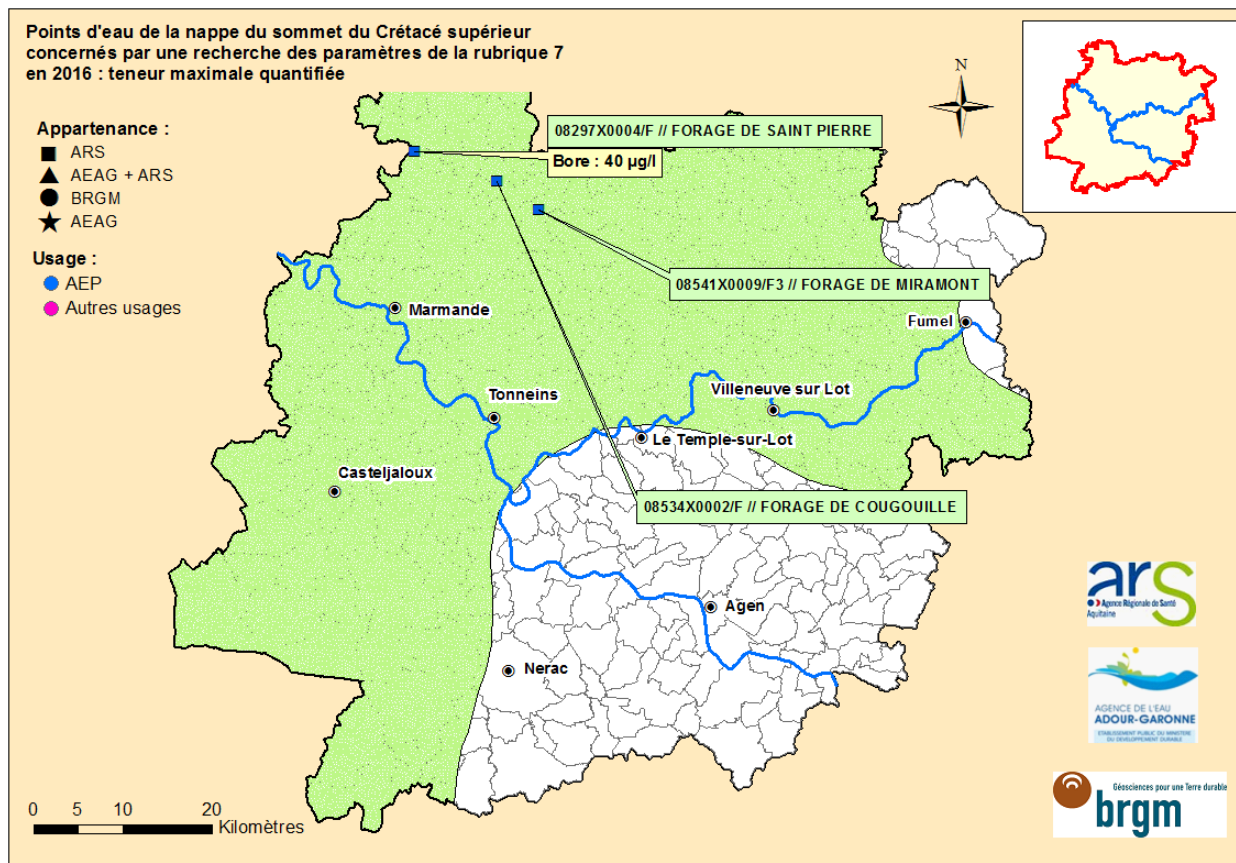 Points d'eau de la nappe du sommet du Crétacé supérieur
concernés par une recherche des paramètres de la rubrique 7
en 2016 : teneur maximale quantifiée
Appartenance :
ARS
AEAG + ARS
BRGM
AEAG
Usage :
AEP
Autres usages
N
08297X0004/F // FORAGE DE SAINT PIERRE
Bore : 40 µg/l
08541X0009/F3 // FORAGE DE MIRAMONT
Marmande
Fumel
Villeneuve sur Lot
Tonneins
Le Temple-sur-Lot
Casteljaloux
08534X0002/F // FORAGE DE COUGOUILLE
Agen
Nerac
0 5 10 20
Kilomètres
ars
Agence Régionale de Santé
Aquitaine
AGENCE DE L'EAU
ADOUR-GARONNE
ETABLISSEMENT PUBLIC DU MINISTERE
DU DEVELOPPEMENT DURABLE
Géosciences pour une Terre durable
brgm